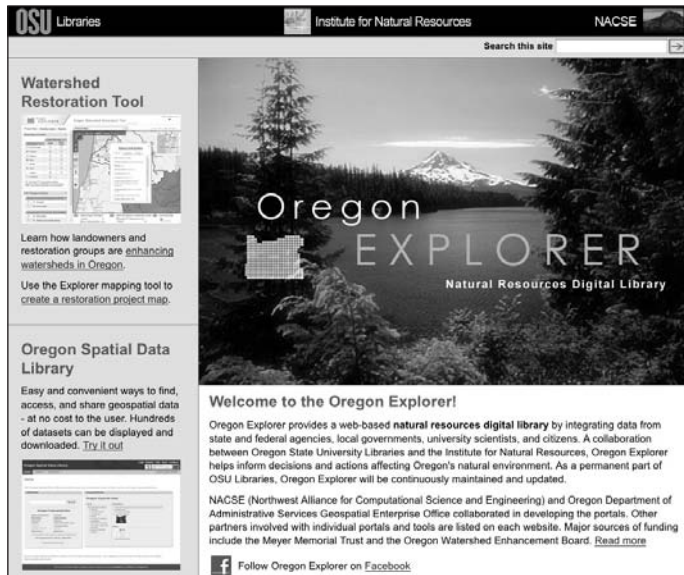 OSU Libraries
Institute for Natural Resources
NACSE
Search this site
Watershed
Restoration Tool
Learn how landowners and
restoration groups are enhancing
watersheds in Oregon.
Use the Explorer mapping tool to
create a restoration project map.
Oregon Spatial Data
Library
Easy and convenient ways to find,
access, and share geospatial data
- at no cost to the user. Hundreds
of datasets can be displayed and
downloaded. Try it out
Oregon
EXPLORER
Natural Resources Digital Library
Welcome to the Oregon Explorer!
Oregon Explorer provides a web-based natural resources digital library by integrating data from
state and federal agencies, local governments, university scientists, and citizens. A collaboration
between Oregon State University Libraries and the Institute for Natural Resources, Oregon Explorer
helps inform decisions and actions affecting Oregon's natural environment. As a permanent part of
OSU Libraries, Oregon Explorer will be continuously maintained and updated.
NACSE (Northwest Alliance for Computational Science and Engineering) and Oregon Department of
Administrative Services Geospatial Enterprise Office collaborated in developing the portals. Other
partners involved with individual portals and tools are listed on each website. Major sources of funding
include the Meyer Memorial Trust and the Oregon Watershed Enhancement Board. Read more
Follow Oregon Explorer on Facebook